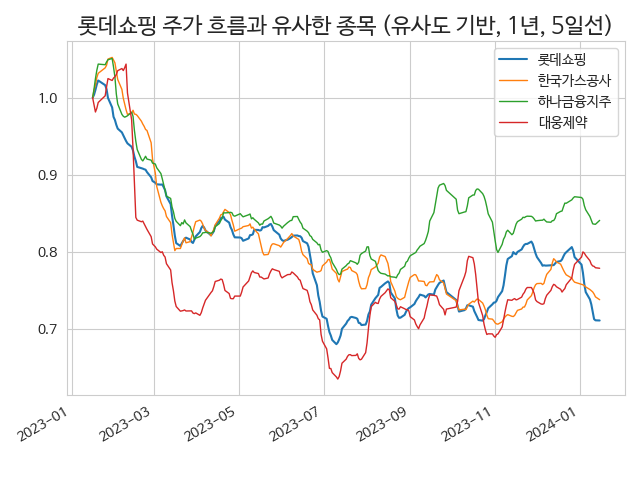 롯데쇼핑 주가 흐름과 유사한 종목 (유사도 기반, 1년, 5일선)
롯데쇼핑
한국가스공사
하나금융지주
대웅제약
1.0
0.9
0.8
0.7
2023-01
2023-03
2023-05
2023-07
2023-09
2023-11
2024-01